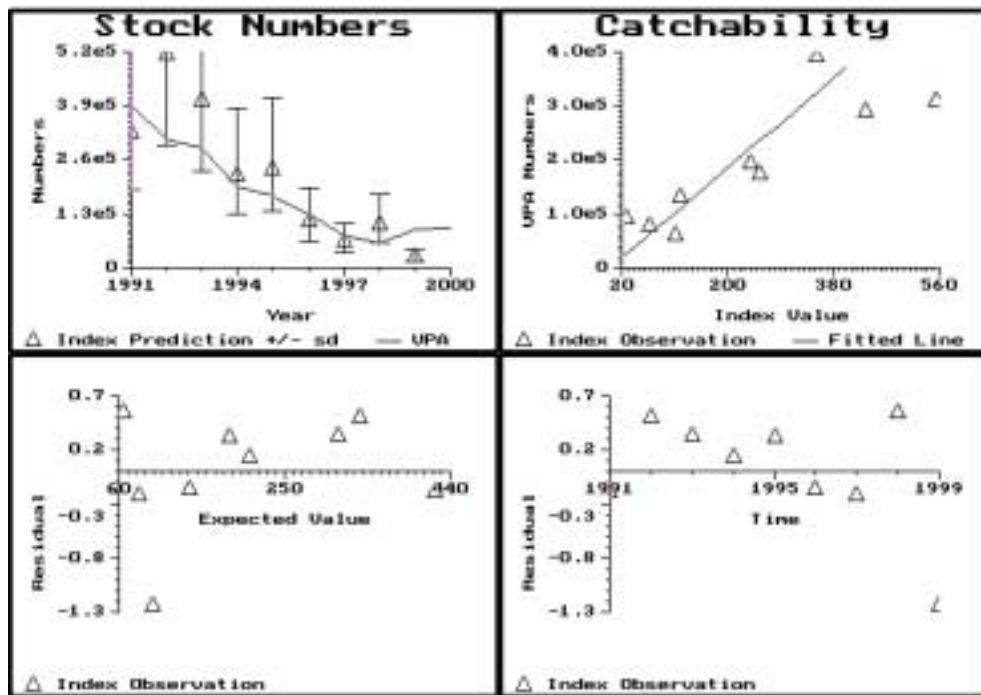 Stock Numbers
5.2e5
3.9e5
2.6e5
1.3e5
0
Numbers
1991 1994 1997 2000
Year
△ Index Prediction +/- sd — VPA
Catchability
4.0e5
3.0e5
2.0e5
1.0e5
0
VPA Numbers
20 200 380 560
Index Value
△ Index Observation — Fitted Line
0.7
0.2
-0.3
-0.8
-1.3
Residual
60 250 440
Expected Value
△ Index Observation
0.7
0.2
-0.3
-0.8
-1.3
Residual
1991 1995 1999
Time
△ Index Observation